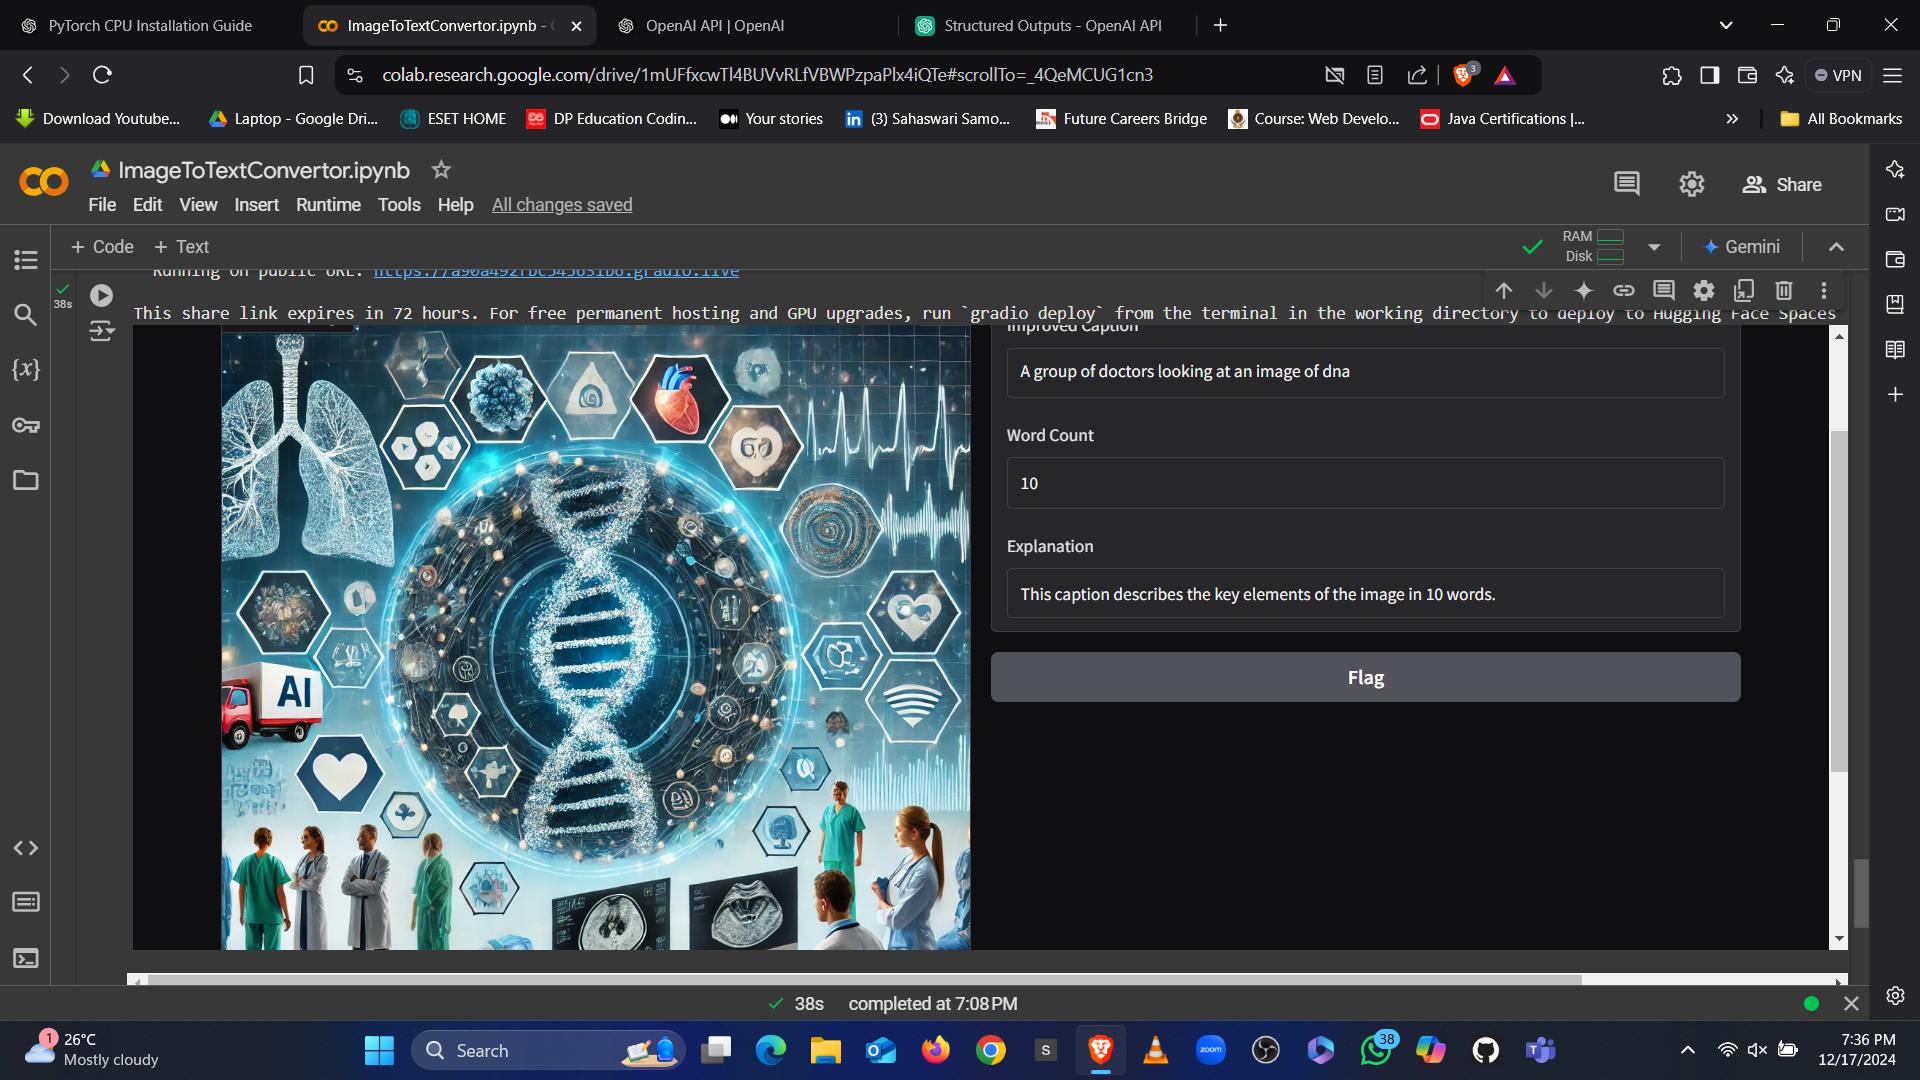 PyTorch CPU Installation Guide
ImageToTextConvertor.ipynb -
OpenAI API | OpenAI
Structured Outputs - OpenAI API
colab.research.google.com/drive/1mUFfxcwTl4BUVvRLfVBWPzpaPlx4iQTe#scrollTo=_4QeMCUG1cn3
3
VPN
Download Youtube...
Laptop - Google Dri...
ESET HOME
DP Education Codin...
Your stories
(3) Sahaswari Samo...
Future Careers Bridge
Course: Web Develo...
Java Certifications |...
All Bookmarks
ImageToTextConvertor.ipynb
Share
File Edit View Insert Runtime Tools Help All changes saved
+ Code + Text
RAM
Disk
Gemini
Running on public URL: https://a90a492fbc545631b6.gradio.live
38s
This share link expires in 72 hours. For free permanent hosting and GPU upgrades, run `gradio deploy` from the terminal in the working directory to deploy to Hugging Face Spaces
Improved Caption
A group of doctors looking at an image of dna
Word Count
10
Explanation
This caption describes the key elements of the image in 10 words.
Flag
AI
38s completed at 7:08 PM
1
26°C
Mostly cloudy
Search
S
zoom
38
7:36 PM
12/17/2024